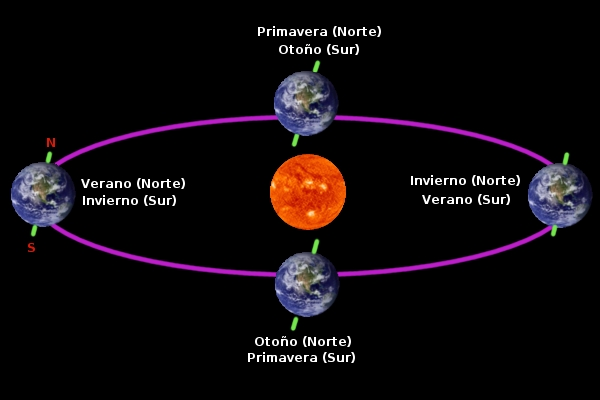 Primavera (Norte)
Otoño (Sur)
N
Verano (Norte)
Invierno (Sur)
S
Invierno (Norte)
Verano (Sur)
Otoño (Norte)
Primavera (Sur)